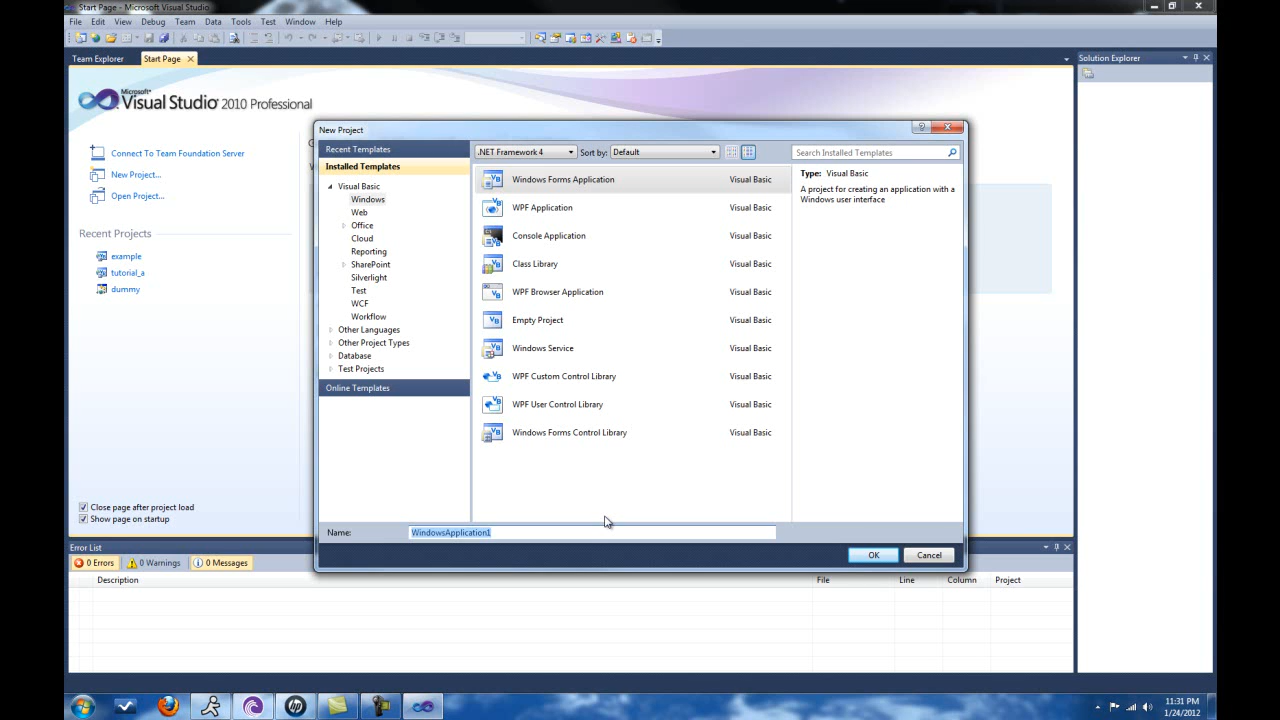 Start Page - Microsoft Visual Studio
File Edit View Debug Team Data Tools Test Window Help
Team Explorer Start Page
Solution Explorer
Microsoft®
Visual Studio® 2010 Professional
Connect To Team Foundation Server
New Project...
Open Project...
Recent Projects
example
tutorial_a
dummy
Close page after project load
Show page on startup
New Project
Recent Templates
Installed Templates
Visual Basic
Windows
Web
Office
Cloud
Reporting
SharePoint
Silverlight
Test
WCF
Workflow
Other Languages
Other Project Types
Database
Test Projects
Online Templates
.NET Framework 4 Sort by: Default
Search Installed Templates
Windows Forms Application Visual Basic
WPF Application Visual Basic
Console Application Visual Basic
Class Library Visual Basic
WPF Browser Application Visual Basic
Empty Project Visual Basic
Windows Service Visual Basic
WPF Custom Control Library Visual Basic
WPF User Control Library Visual Basic
Windows Forms Control Library Visual Basic
Type: Visual Basic
A project for creating an application with a
Windows user interface
Name: WindowsApplication1
OK Cancel
Error List
0 Errors 0 Warnings 0 Messages
Description File Line Column Project
11:31 PM
1/24/2012